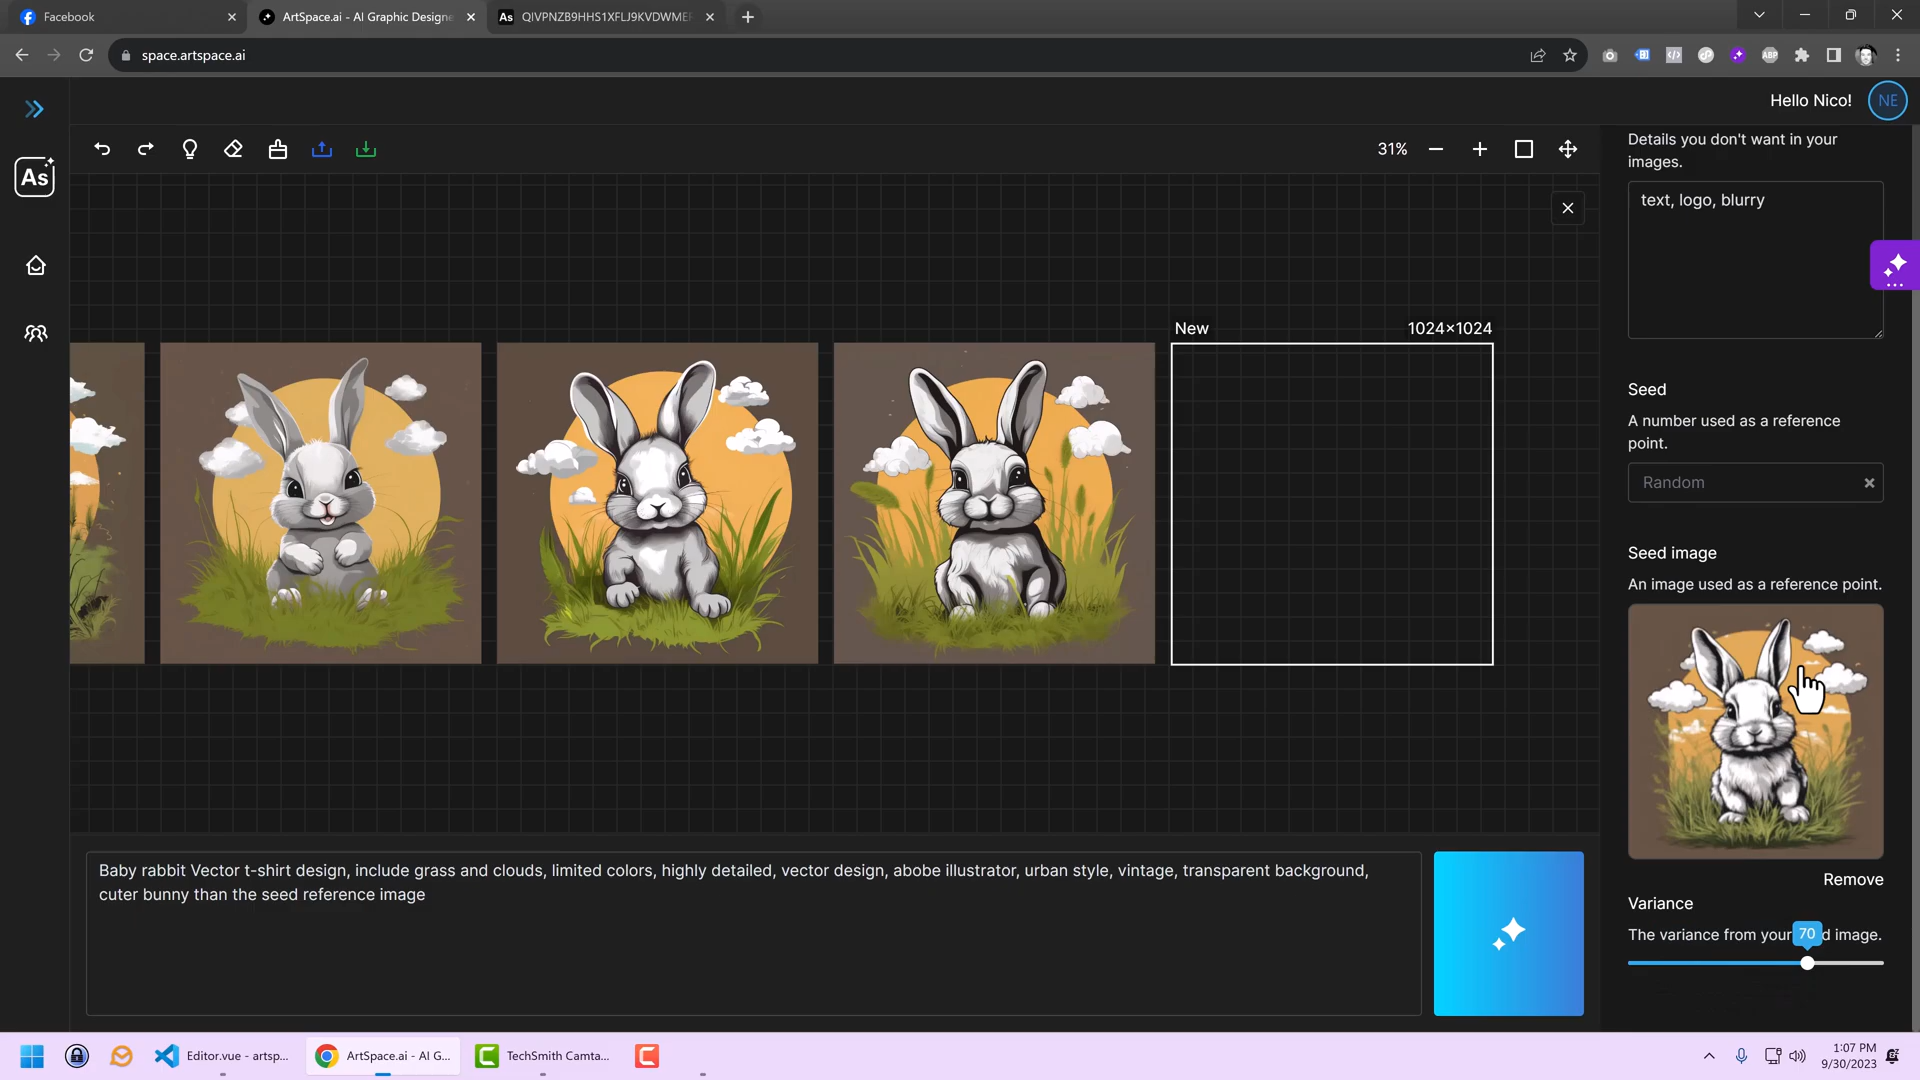 Facebook
ArtSpace.ai - AI Graphic Designe
As QIVPNZB9HHS1XFLJ9KVDWMEF
space.artspace.ai
ABP
Hello Nico!
NE
As
31%
Details you don't want in your
images.
text, logo, blurry
New
1024×1024
Seed
A number used as a reference
point.
Random
Seed image
An image used as a reference point.
Remove
Variance
The variance from your
70
d image.
Baby rabbit Vector t-shirt design, include grass and clouds, limited colors, highly detailed, vector design, abobe illustrator, urban style, vintage, transparent background,
cuter bunny than the seed reference image
Editor.vue - artsp...
ArtSpace.ai - AI G...
TechSmith Camta...
1:07 PM
9/30/2023